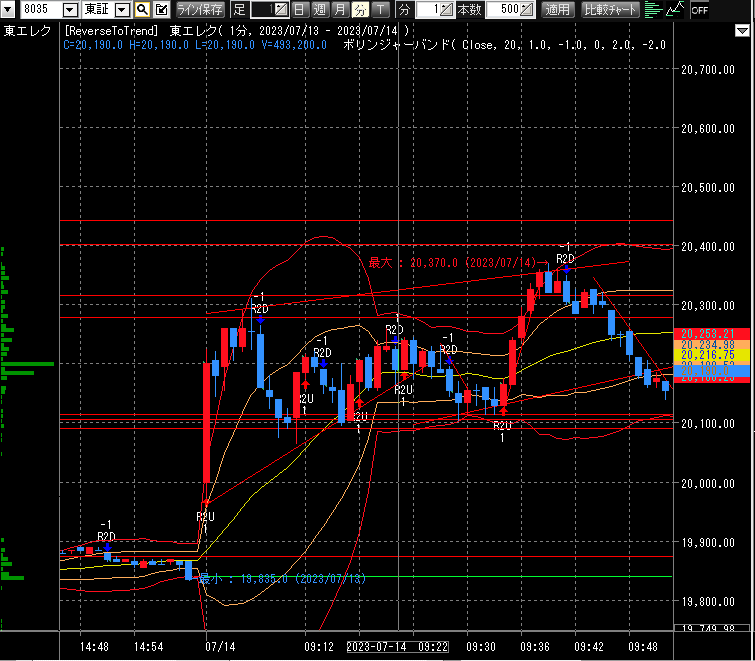 8035 東証 ライン保存 足 1 日 週 月 分 T 分 1 本数 500 適用 比較チャート OFF
東エレク [ReverseToTrend] 東エレク( 1分, 2023/07/13 - 2023/07/14 )
C=20,190.0 H=20,190.0 L=20,190.0 V=493,200.0 ボリンジャーバンド( Close, 20, 1.0, -1.0, 0, 2.0, -2.0
20,700.00
20,600.00
20,500.00
20,400.00
-1
R2D
最大 : 20,370.0 (2023/07/14)→
-1
R2D
20,300.00
1
R2D
-1
R2D
-1
R2D
20,253.21
20,234.98
20,216.75
R2U
1
R2U
1
R2U
1
R2U
1
20,100.00
20,000.00
R2U
1
-1
R2D
19,900.00
最小 : 19,835.0 (2023/07/13)
19,800.00
19,749.98
14:48 14:54 07/14 09:12 2023-07-14 09:22 09:30 09:36 09:42 09:48